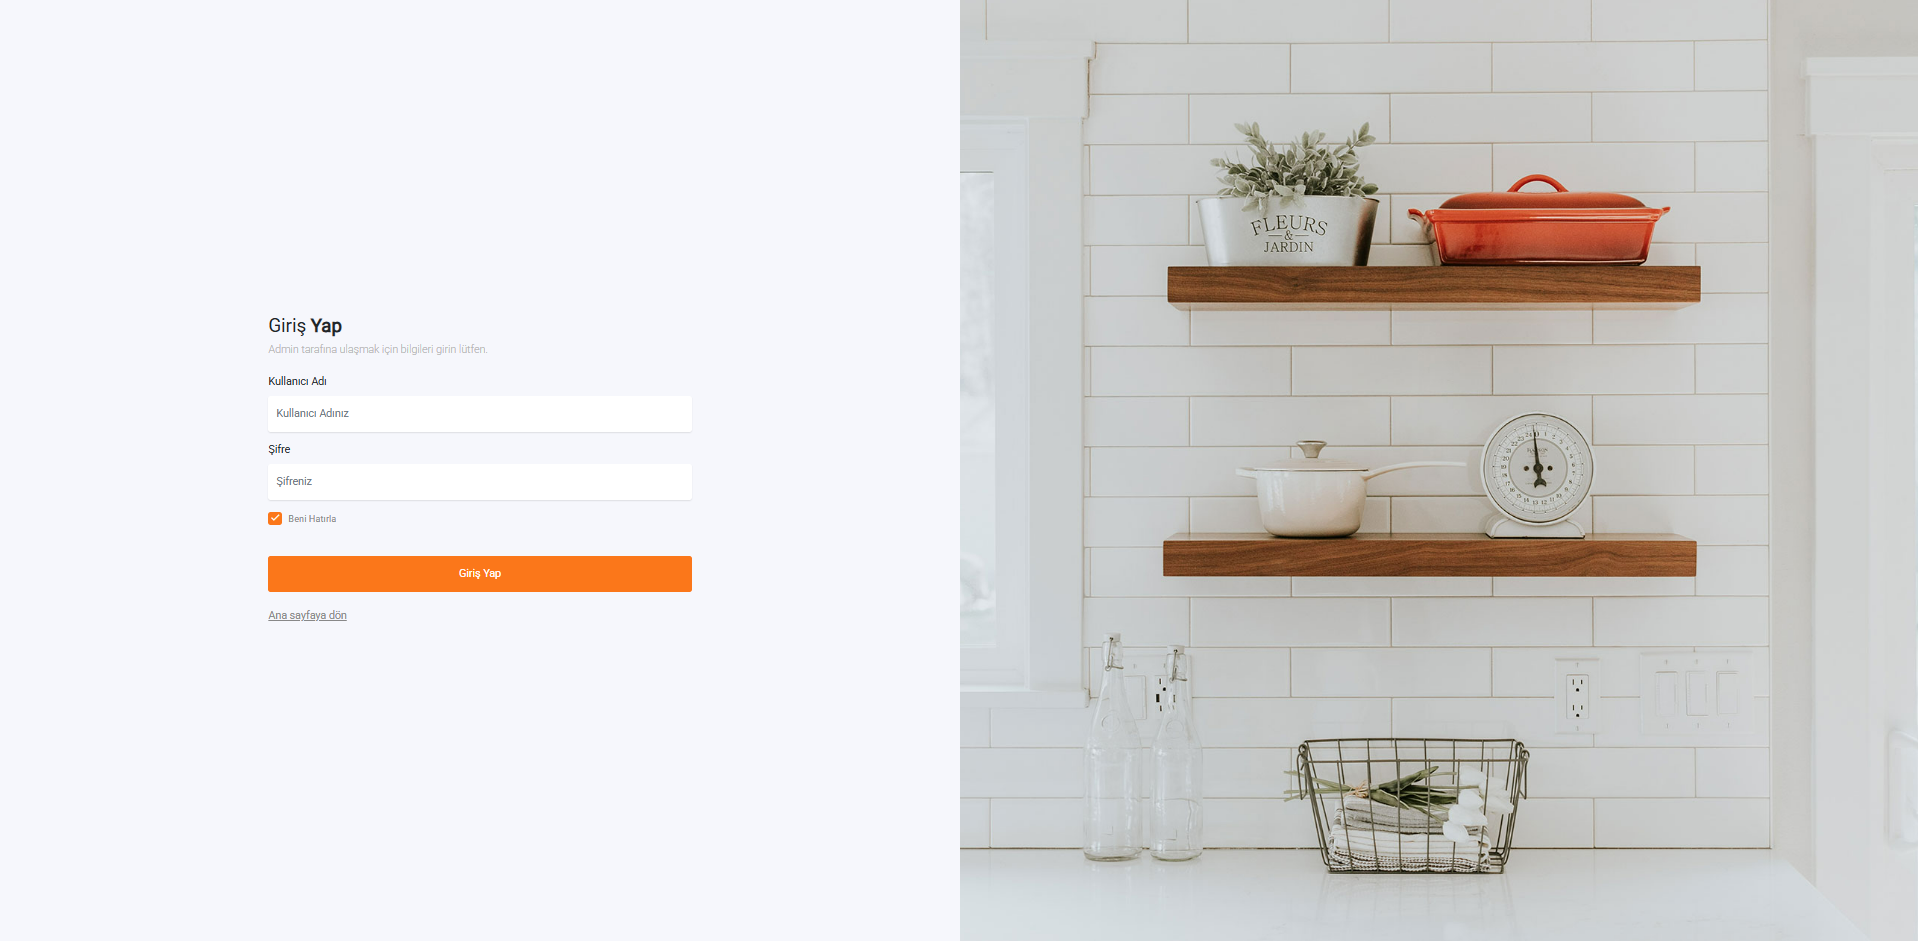 Giriş Yap
Admin tarafına ulaşmak için bilgileri girin lütfen.
Kullanıcı Adı
Kullanıcı Adınız
Şifre
Şifreniz
Beni Hatırla
Giriş Yap
Ana sayfaya dön
FLEURS
&
JARDIN